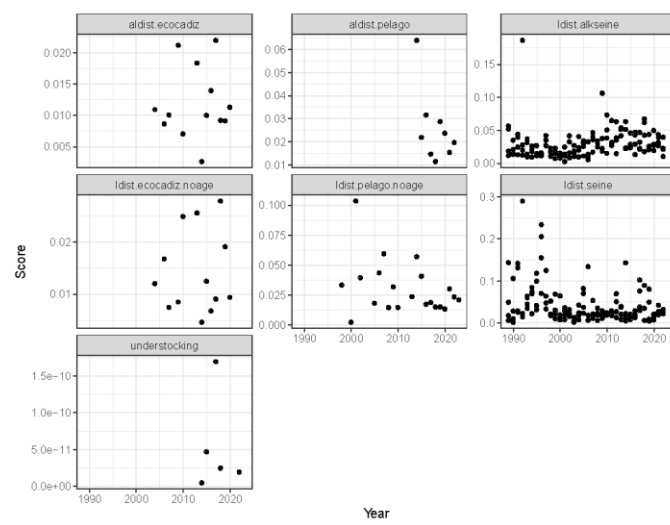 aldist.ecocadiz
aldist.pelago
ldist.alkseine
0.020
0.015
0.010
0.005
0.06
0.05
0.04
0.03
0.02
0.01
0.15
0.10
0.05
0.00
ldist.ecocadiz.noage
ldist.pelago.noage
ldist.seine
0.02
0.01
0.100
0.075
0.050
0.025
0.000
0.3
0.2
0.1
0.0
1990 2000 2010 2020
1990 2000 2010 2020
understocking
1.5e-10
1.0e-10
5.0e-11
0.0e+00
1990 2000 2010 2020
Score
Year